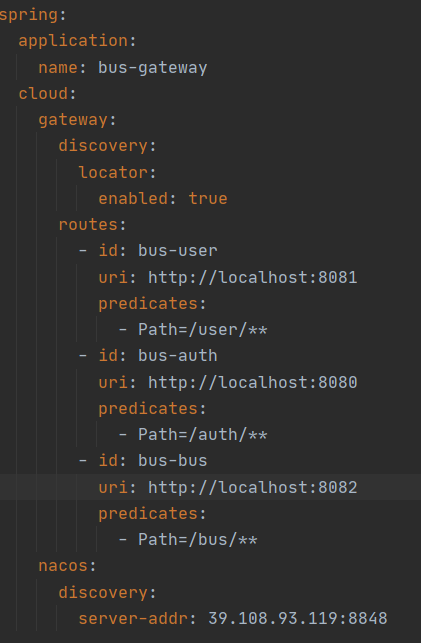 spring:
  application:
    name: bus-gateway
  cloud:
    gateway:
      discovery:
        locator:
          enabled: true
      routes:
        - id: bus-user
          uri: http://localhost:8081
          predicates:
            - Path=/user/**
        - id: bus-auth
          uri: http://localhost:8080
          predicates:
            - Path=/auth/**
        - id: bus-bus
          uri: http://localhost:8082
          predicates:
            - Path=/bus/**
    nacos:
      discovery:
        server-addr: 39.108.93.119:8848